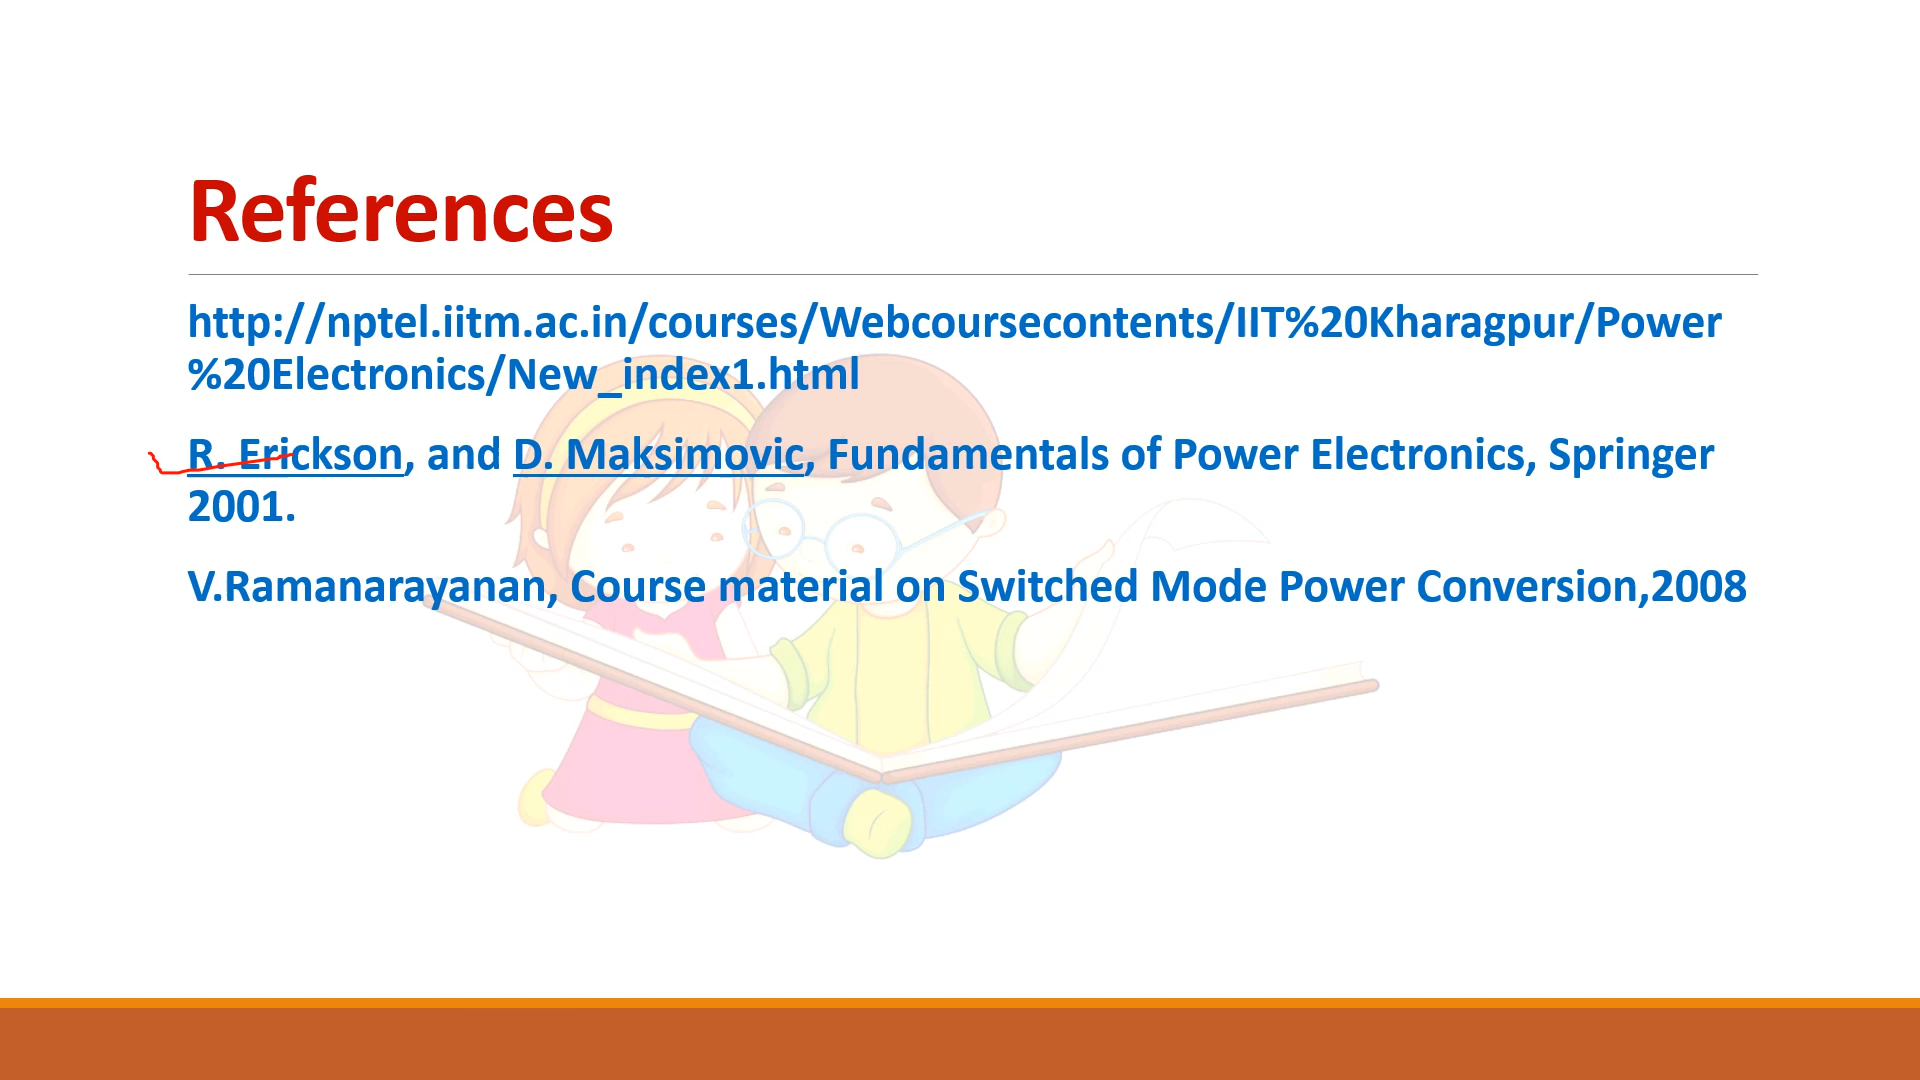 References
http://nptel.iitm.ac.in/courses/Webcoursecontents/IIT%20Kharagpur/Power
%20Electronics/New_index1.html
R. Erickson, and D. Maksimovic, Fundamentals of Power Electronics, Springer
2001.
V.Ramanarayanan, Course material on Switched Mode Power Conversion,2008